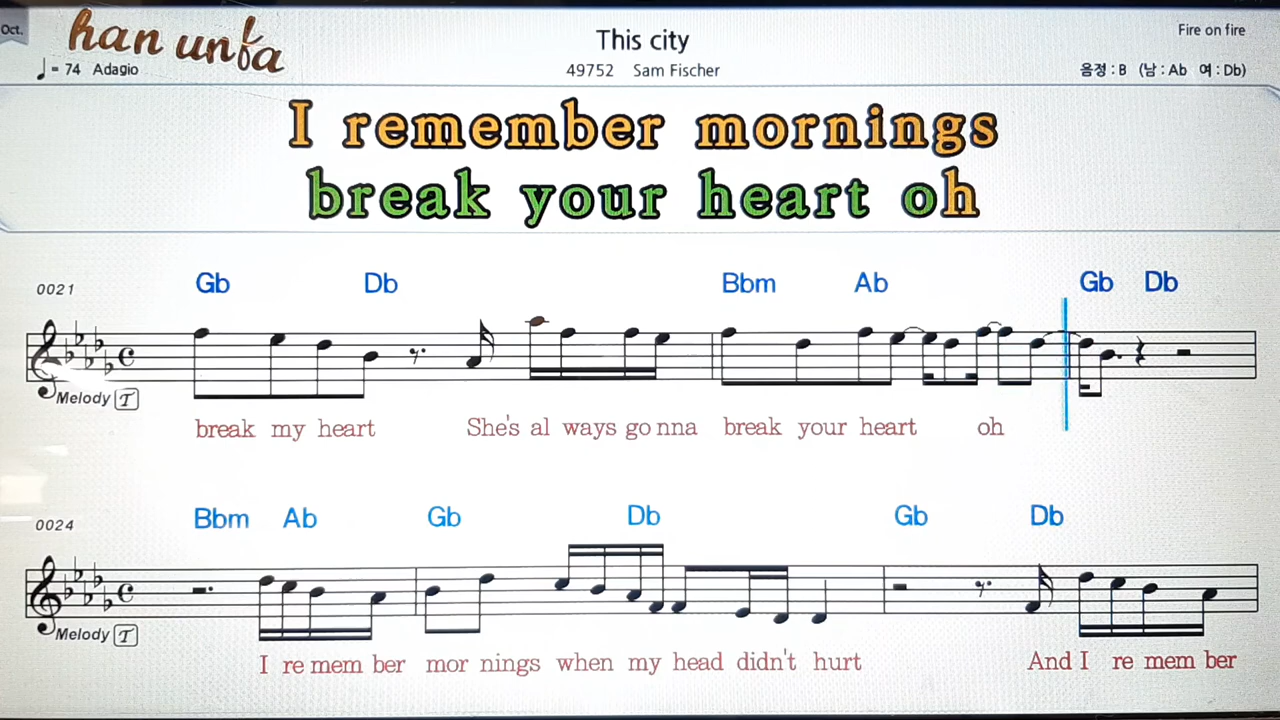 Oct.
han unfa
This city
Fire on fire
♩ = 74 Adagio
49752 Sam Fischer
음정 : B (남 : Ab 여 : Db)
I remember mornings
break your heart oh
0021
Gb Db Bbm Ab Gb Db
Melody T
break my heart She's al ways go nna break your heart oh
0024
Bbm Ab Gb Db Gb Db
Melody T
I re mem ber mor nings when my head didn't hurt And I re mem ber